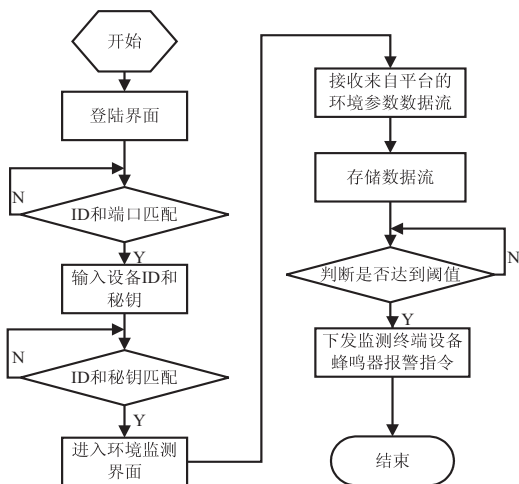 开始
登陆界面
N
ID和端口匹配
Y
输入设备ID和
秘钥
N
ID和秘钥匹配
Y
进入环境监测
界面
接收来自平台的
环境参数数据流
存储数据流
N
判断是否达到阈值
Y
下发监测终端设备
蜂鸣器报警指令
结束